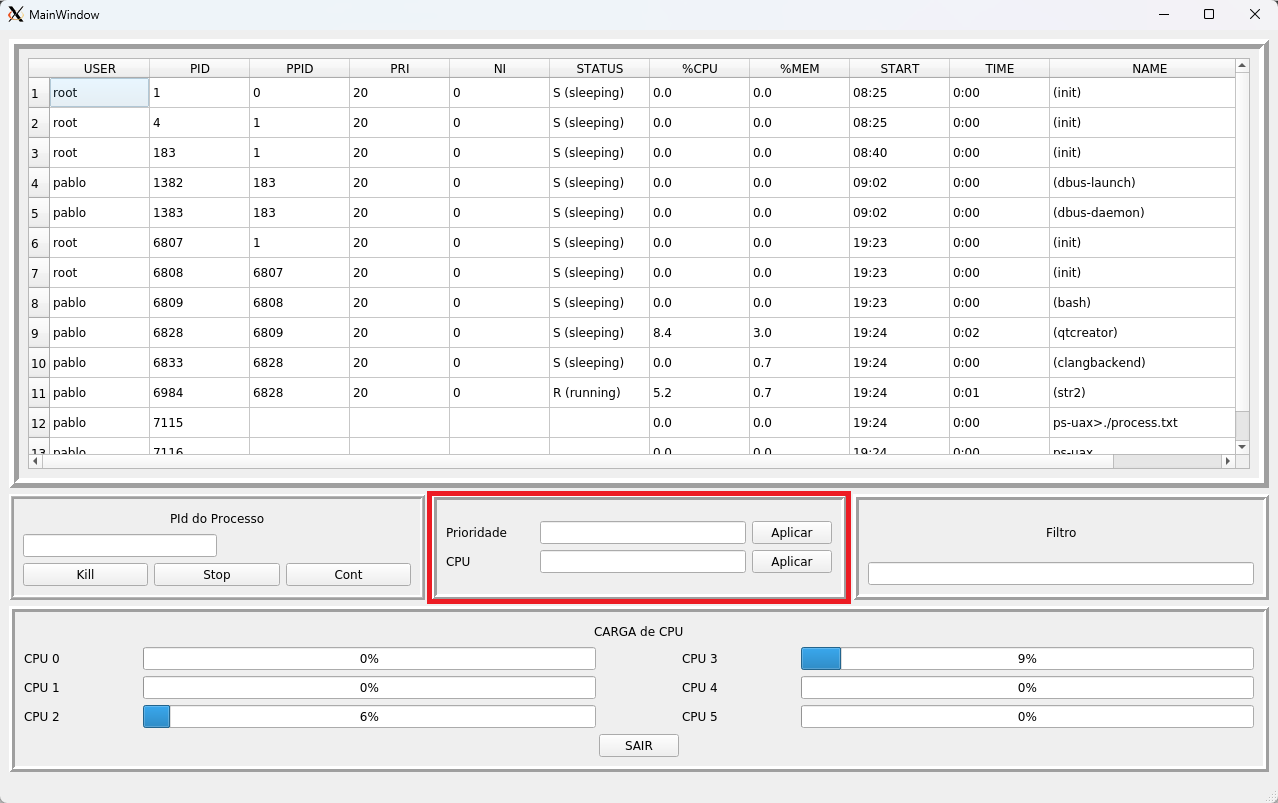 MainWindow
USER PID PPID PRI NI STATUS %CPU %MEM START TIME NAME
1 root 1 0 20 0 S (sleeping) 0.0 0.0 08:25 0:00 (init)
2 root 4 1 20 0 S (sleeping) 0.0 0.0 08:25 0:00 (init)
3 root 183 1 20 0 S (sleeping) 0.0 0.0 08:40 0:00 (init)
4 pablo 1382 183 20 0 S (sleeping) 0.0 0.0 09:02 0:00 (dbus-launch)
5 pablo 1383 183 20 0 S (sleeping) 0.0 0.0 09:02 0:00 (dbus-daemon)
6 root 6807 1 20 0 S (sleeping) 0.0 0.0 19:23 0:00 (init)
7 root 6808 6807 20 0 S (sleeping) 0.0 0.0 19:23 0:00 (init)
8 pablo 6809 6808 20 0 S (sleeping) 0.0 0.0 19:23 0:00 (bash)
9 pablo 6828 6809 20 0 S (sleeping) 8.4 3.0 19:24 0:02 (qtcreator)
10 pablo 6833 6828 20 0 S (sleeping) 0.0 0.7 19:24 0:00 (clangbackend)
11 pablo 6984 6828 20 0 R (running) 5.2 0.7 19:24 0:01 (str2)
12 pablo 7115 0.0 0.0 19:24 0:00 ps-uax>./process.txt
13 pablo 7116 0.0 0.0 19:24 0:00 ps-uax
PId do Processo
Kill Stop Cont
Prioridade Aplicar
CPU Aplicar
Filtro
CARGA de CPU
CPU 0 0% CPU 3 9%
CPU 1 0% CPU 4 0%
CPU 2 6% CPU 5 0%
SAIR